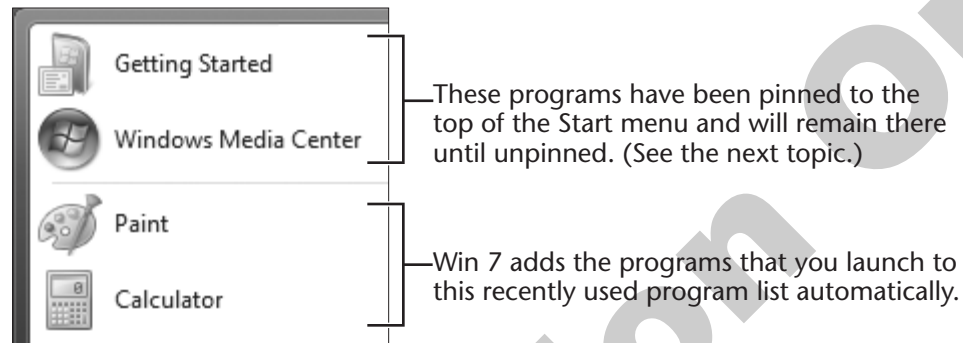 Getting Started
Windows Media Center
These programs have been pinned to the
top of the Start menu and will remain there
until unpinned. (See the next topic.)
Paint
Calculator
Win 7 adds the programs that you launch to
this recently used program list automatically.